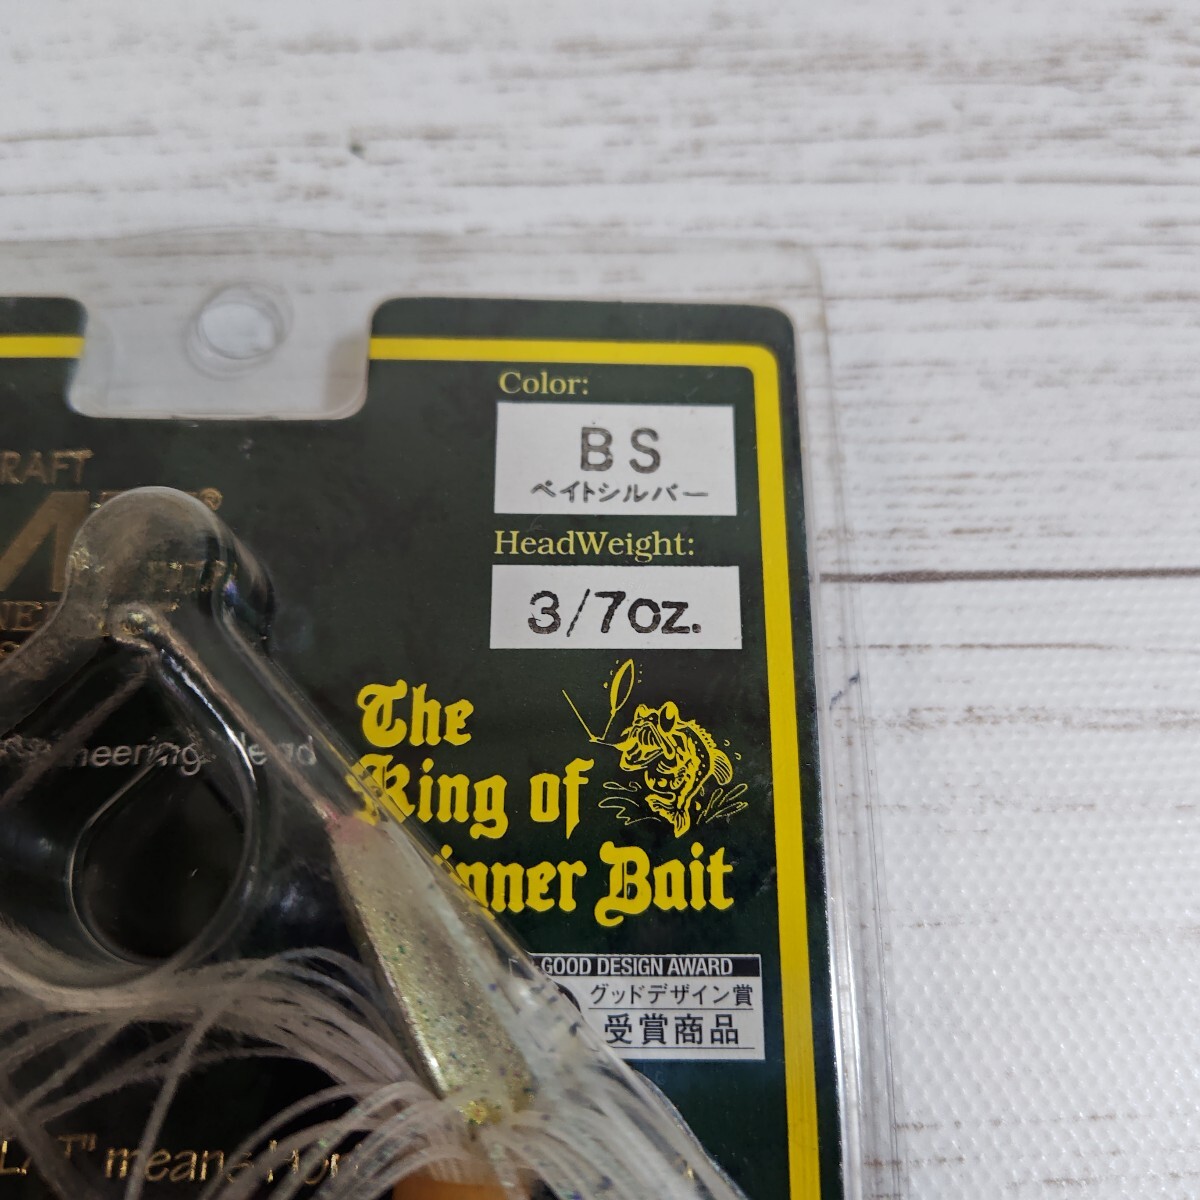 Color:
BS
ベイトシルバー
HeadWeight:
3/7oz.
RAFT
®
The
King of
inner Bait
neering Head
GOOD DESIGN AWARD
グッドデザイン賞
受賞商品
" means